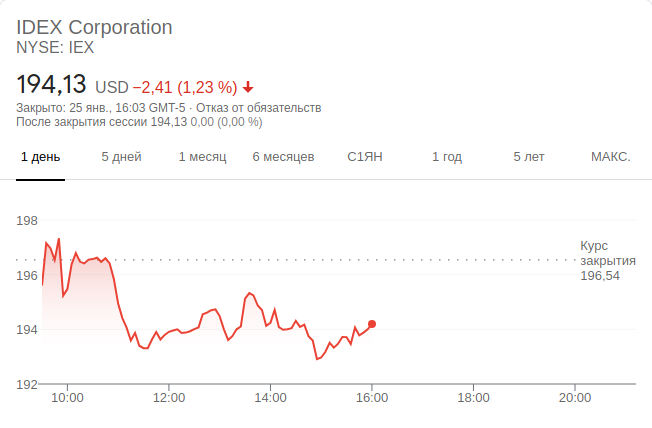 IDEX Corporation
NYSE: IEX
194,13 USD −2,41 (1,23 %)
Закрыто: 25 янв., 16:03 GMT-5 · Отказ от обязательств
После закрытия сессии 194,13 0,00 (0,00 %)
1 день 5 дней 1 месяц 6 месяцев С1ЯН 1 год 5 лет МАКС.
198
Курс
закрытия
196,54
196
194
192
10:00 12:00 14:00 16:00 18:00 20:00